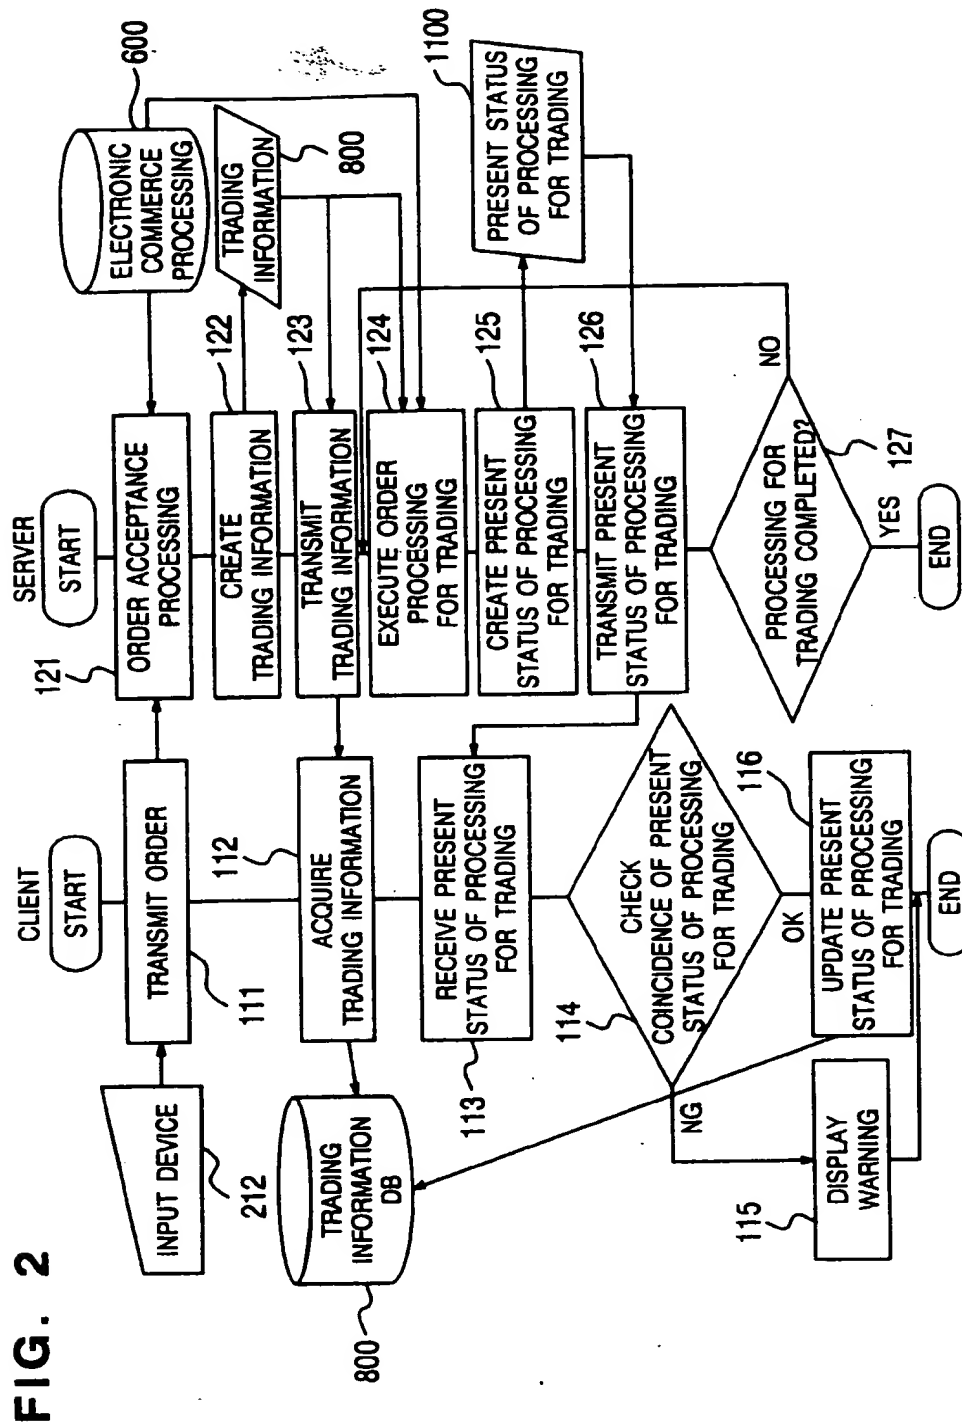 FIG. 2
CLIENT
START
INPUT DEVICE
212
TRANSMIT ORDER
111
ACQUIRE
TRADING INFORMATION
112
TRADING
INFORMATION
DB
800
RECEIVE PRESENT
STATUS OF PROCESSING
FOR TRADING
113
CHECK
COINCIDENCE OF PRESENT
STATUS OF PROCESSING
FOR TRADING
114
NG
OK
DISPLAY
WARNING
115
UPDATE PRESENT
STATUS OF PROCESSING
FOR TRADING
116
END
SERVER
START
ORDER ACCEPTANCE
PROCESSING
121
ELECTRONIC
COMMERCE
PROCESSING
600
CREATE
TRADING INFORMATION
122
TRADING
INFORMATION
800
TRANSMIT
TRADING INFORMATION
123
EXECUTE ORDER
PROCESSING
FOR TRADING
124
CREATE PRESENT
STATUS OF PROCESSING
FOR TRADING
125
PRESENT STATUS
OF PROCESSING
FOR TRADING
1100
TRANSMIT PRESENT
STATUS OF PROCESSING
FOR TRADING
126
PROCESSING FOR
TRADING COMPLETED?
127
NO
YES
END